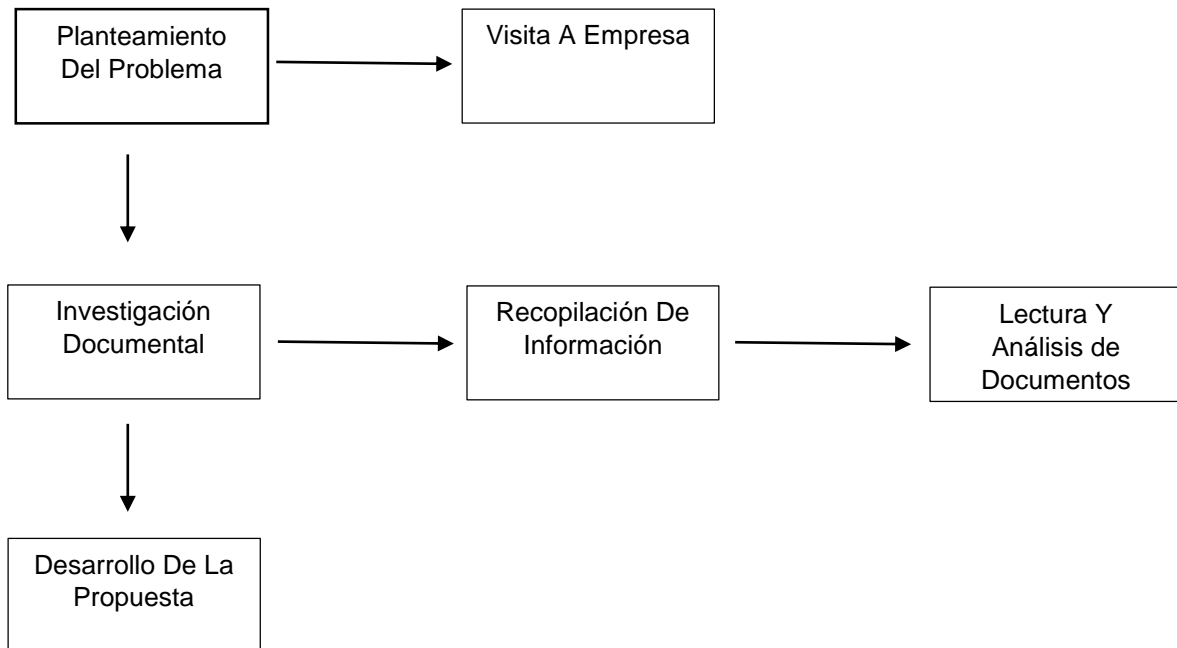 Planteamiento
Del Problema
Visita A Empresa
Investigación
Documental
Recopilación De
Información
Lectura Y
Análisis de
Documentos
Desarrollo De La
Propuesta